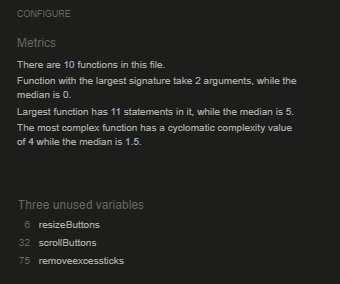 CONFIGURE
Metrics
There are 10 functions in this file.
Function with the largest signature take 2 arguments, while the
median is 0.
Largest function has 11 statements in it, while the median is 5.
The most complex function has a cyclomatic complexity value
of 4 while the median is 1.5.
Three unused variables
6 resizeButtons
32 scrollButtons
75 removeexcessticks